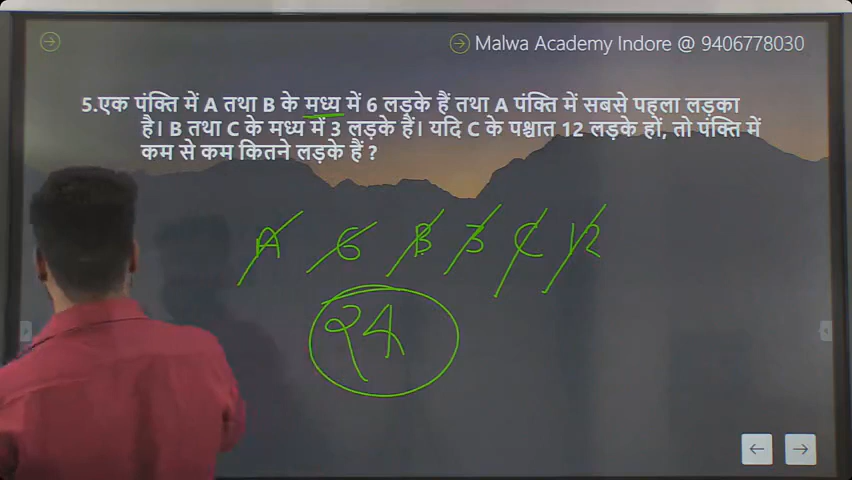 Malwa Academy Indore @ 9406778030
5.एक पंक्ति में A तथा B के मध्य में 6 लड़के हैं तथा A पंक्ति में सबसे पहला लड़का
है। B तथा C के मध्य में 3 लड़के हैं। यदि C के पश्चात 12 लड़के हों, तो पंक्ति में
कम से कम कितने लड़के हैं ?
A 6 B 3 C 12
२4